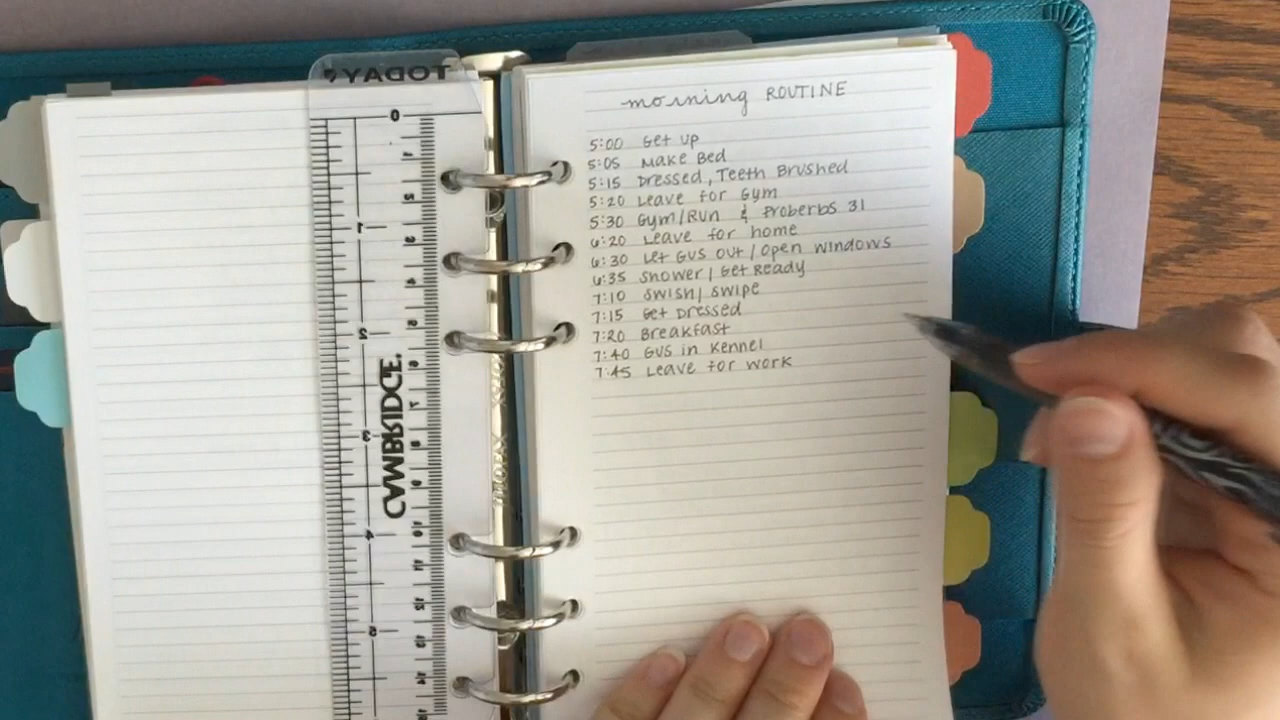 TODAY
CAMBRIDGE.
morning ROUTINE
5:00 Get up
5:05 Make Bed
5:15 Dressed, Teeth Brushed
5:20 Leave for Gym
5:30 Gym/Run & Proberbs 31
6:20 Leave for home
6:30 Let Gus out / Open windows
6:35 Shower / Get Ready
7:10 Swish / Swipe
7:15 Get Dressed
7:20 Breakfast
7:40 Gus in Kennel
7:45 Leave for work